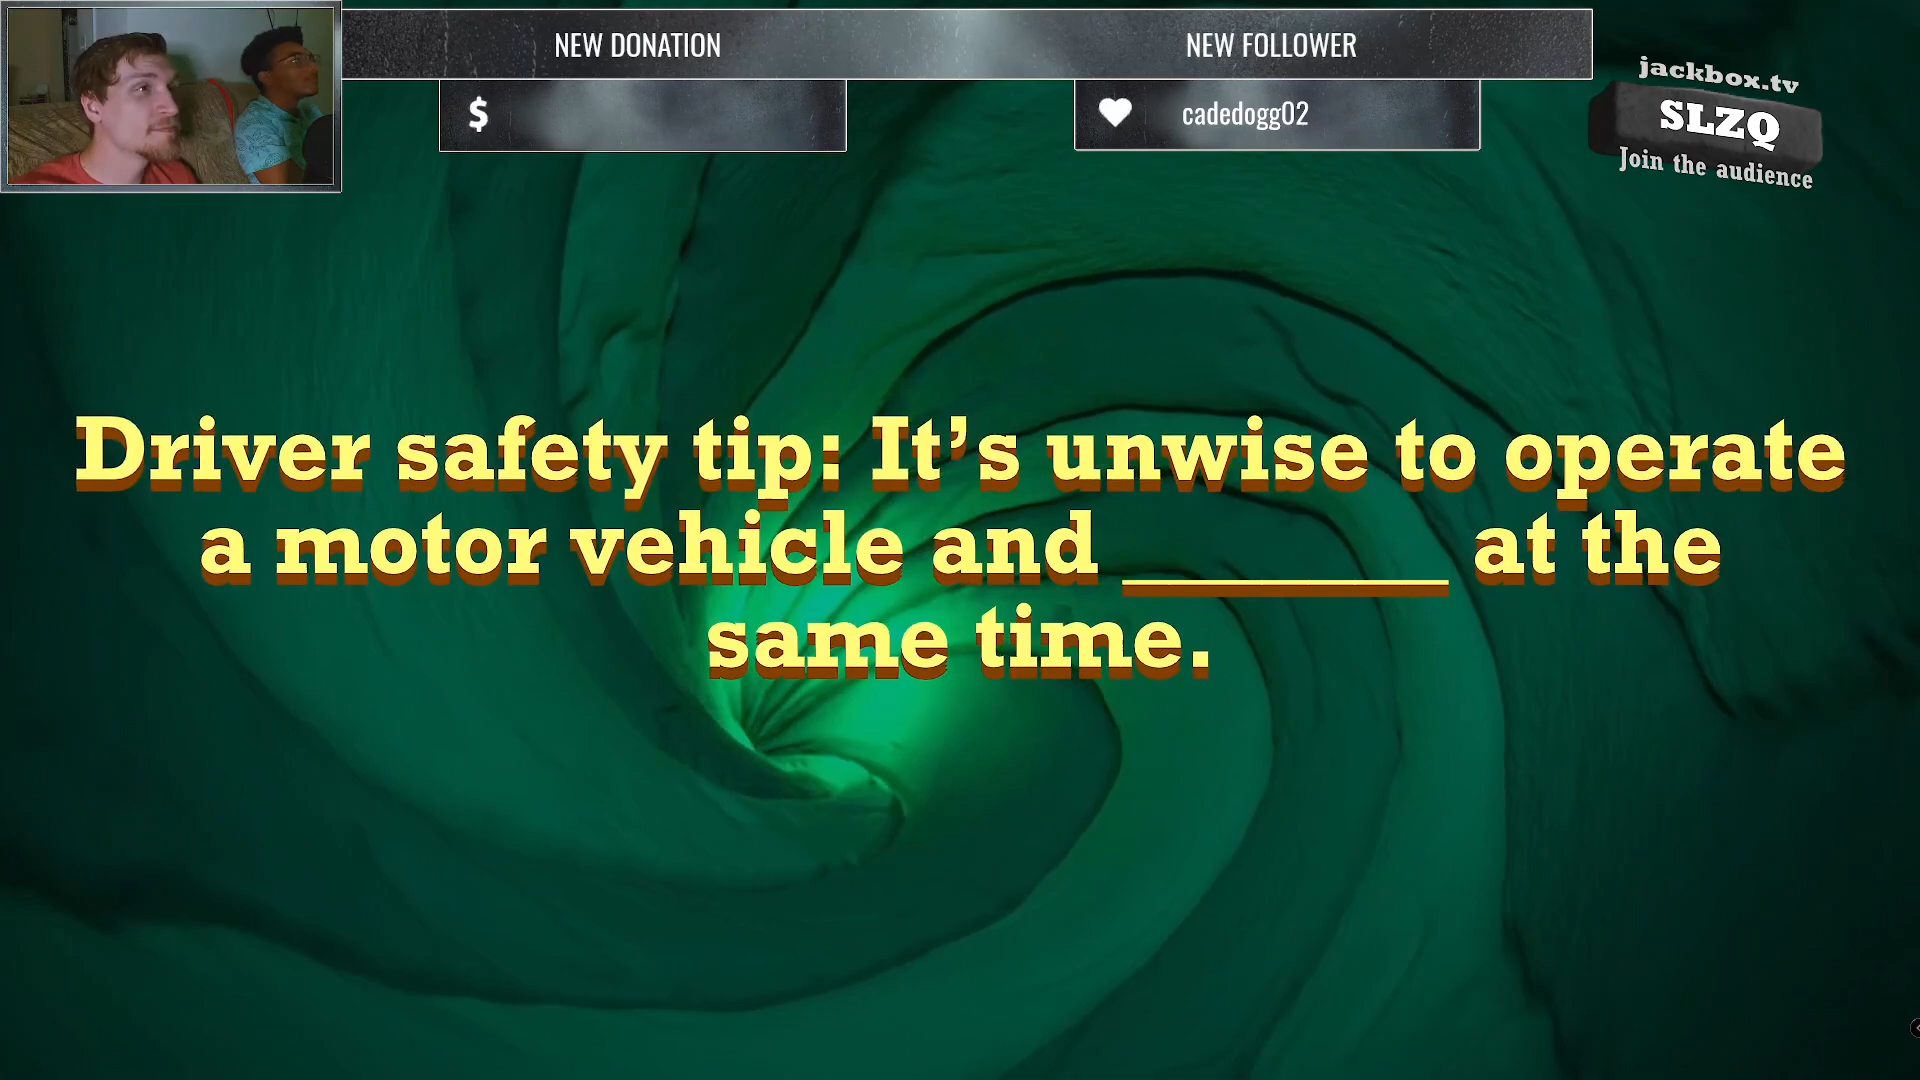 NEW DONATION
NEW FOLLOWER
$
cadedogg02
jackbox.tv
SLZQ
Join the audience
Driver safety tip: It’s unwise to operate
a motor vehicle and ________ at the
same time.